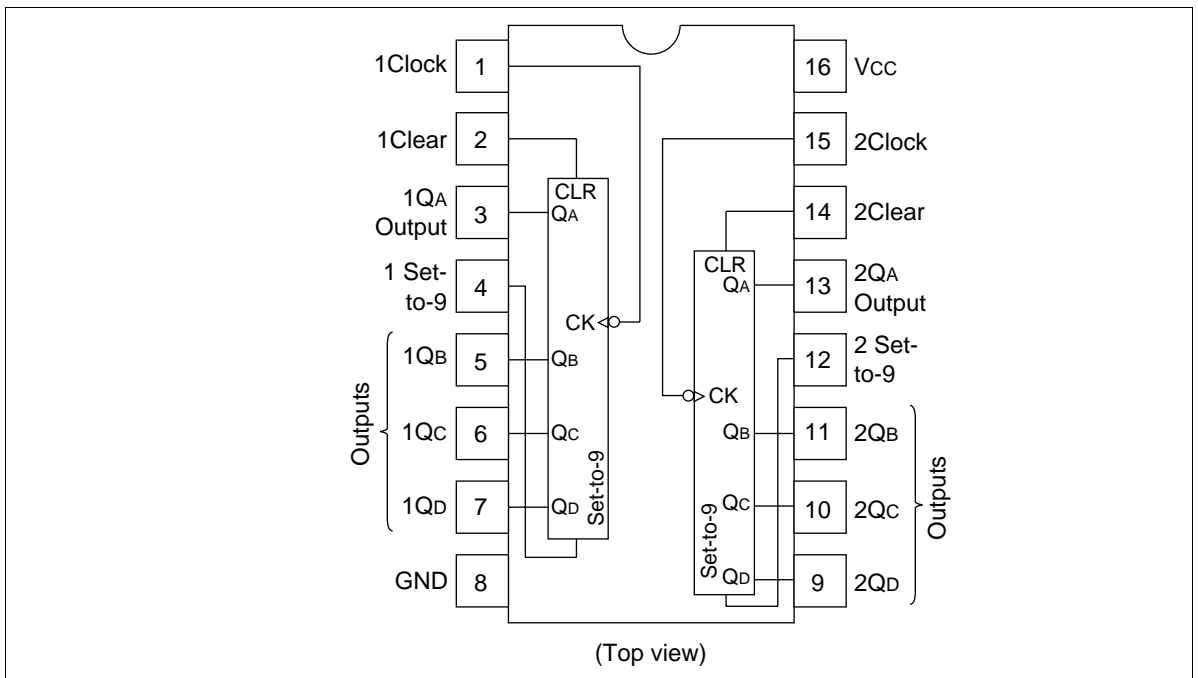 1Clock 1
1Clear 2
1QA
Output
3
1 Set-
to-9
4
Outputs
1QB 5
1QC 6
1QD 7
GND 8
CLR
QA
CK
QB
QC
QD
Set-to-9
CLR
QA
CK
QB
QC
QD
Set-to-9
16 VCC
15 2Clock
14 2Clear
13
2QA
Output
12
2 Set-
to-9
11 2QB
10 2QC
9 2QD
Outputs
(Top view)